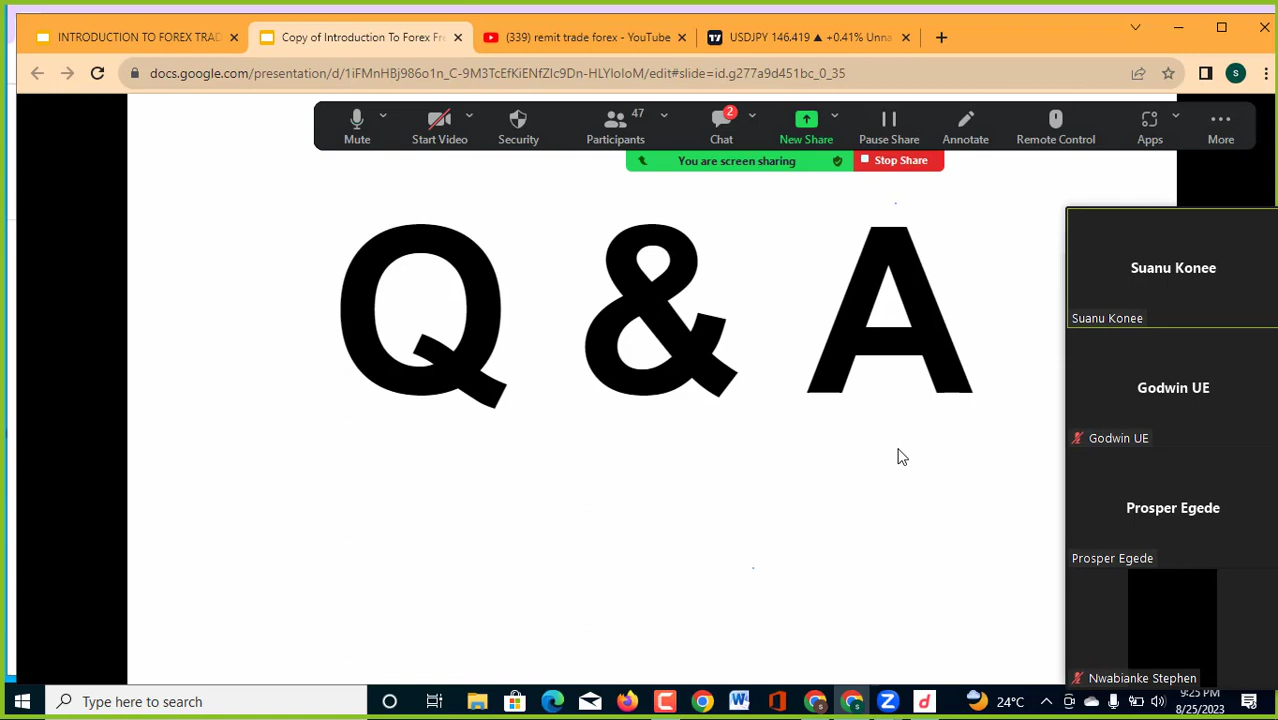 INTRODUCTION TO FOREX TRAD
Copy of Introduction To Forex Fr
(339) remit trade forex - YouTube
USDJPY 146.419 ▲ +0.41% Unna
docs.google.com/presentation/d/1iFMnHBj986o1n_C-9M3TcEfKiENfZIc9Dn-HLYIoIoM/edit#slide=id.g277a9d451bc_0_35
S
Mute
Start Video
Security
47
Participants
2
Chat
New Share
Pause Share
Annotate
Remote Control
Apps
More
You are screen sharing
Stop Share
Q & A
Suanu Konee
Suanu Konee
Godwin UE
Godwin UE
Prosper Egede
Prosper Egede
Nwabianke Stephen
Type here to search
24°C
9:25 PM
8/25/2023